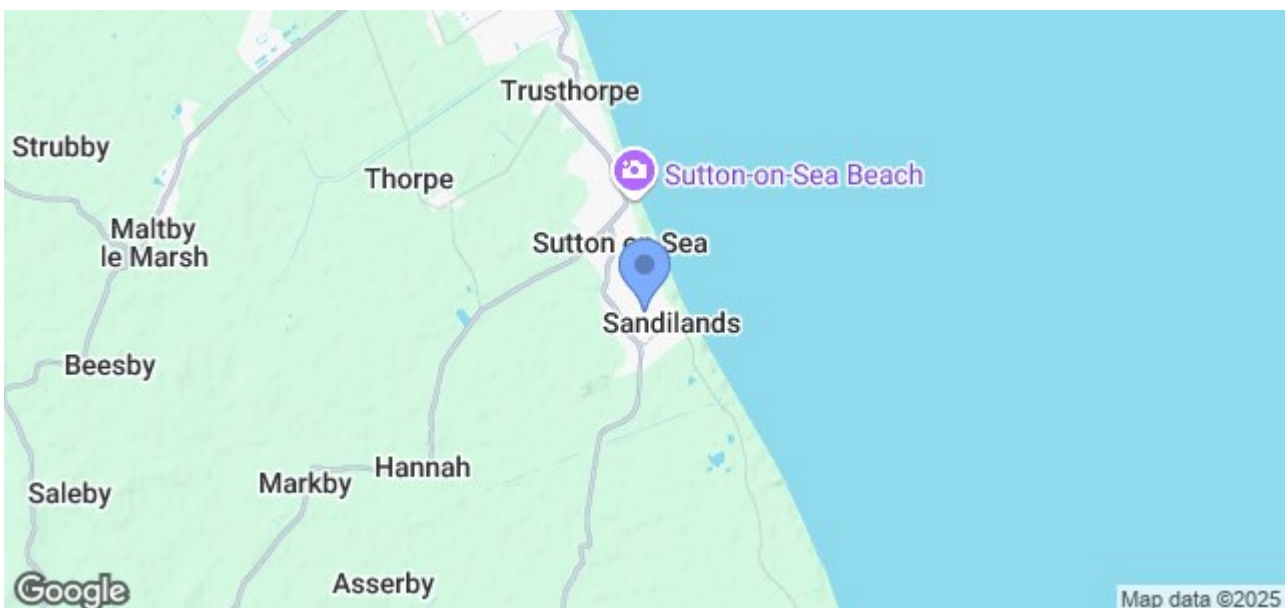 Trusthorpe
Strubby
Thorpe
Sutton-on-Sea Beach
Maltby
le Marsh
Sutton on Sea
Sandilands
Beesby
Hannah
Markby
Saleby
Asserby
Google
Map data ©2025